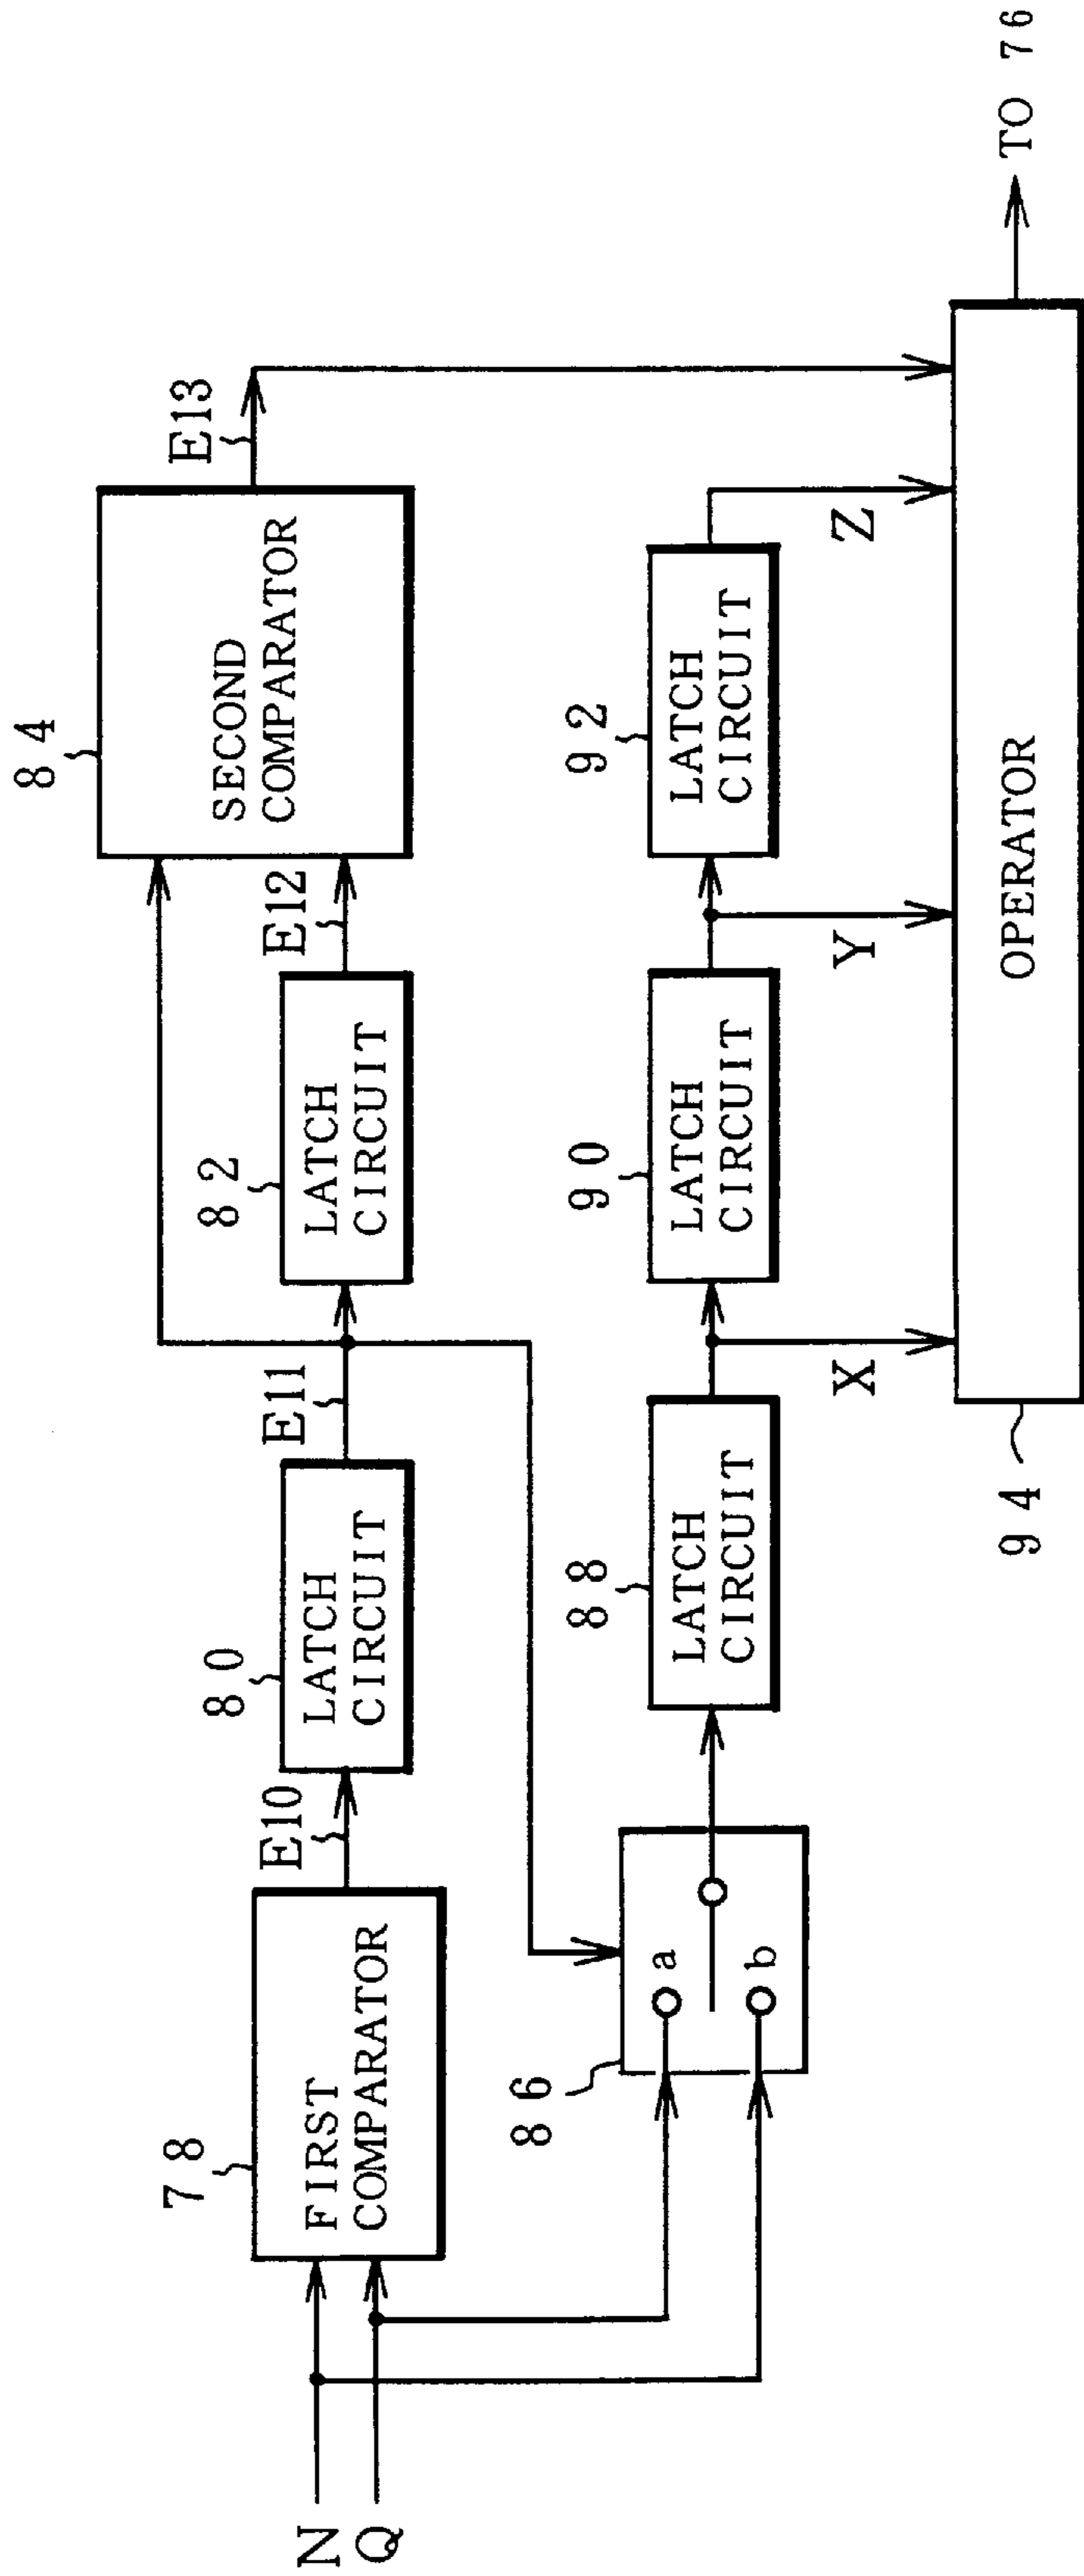 84
E13
SECOND
COMPARATOR
82
E12
LATCH
CIRCUIT
80
E11
LATCH
CIRCUIT
78
E10
FIRST
COMPARATOR
N
Q
86
a
b
88
LATCH
CIRCUIT
90
LATCH
CIRCUIT
92
LATCH
CIRCUIT
X
Y
Z
94
OPERATOR
TO 76